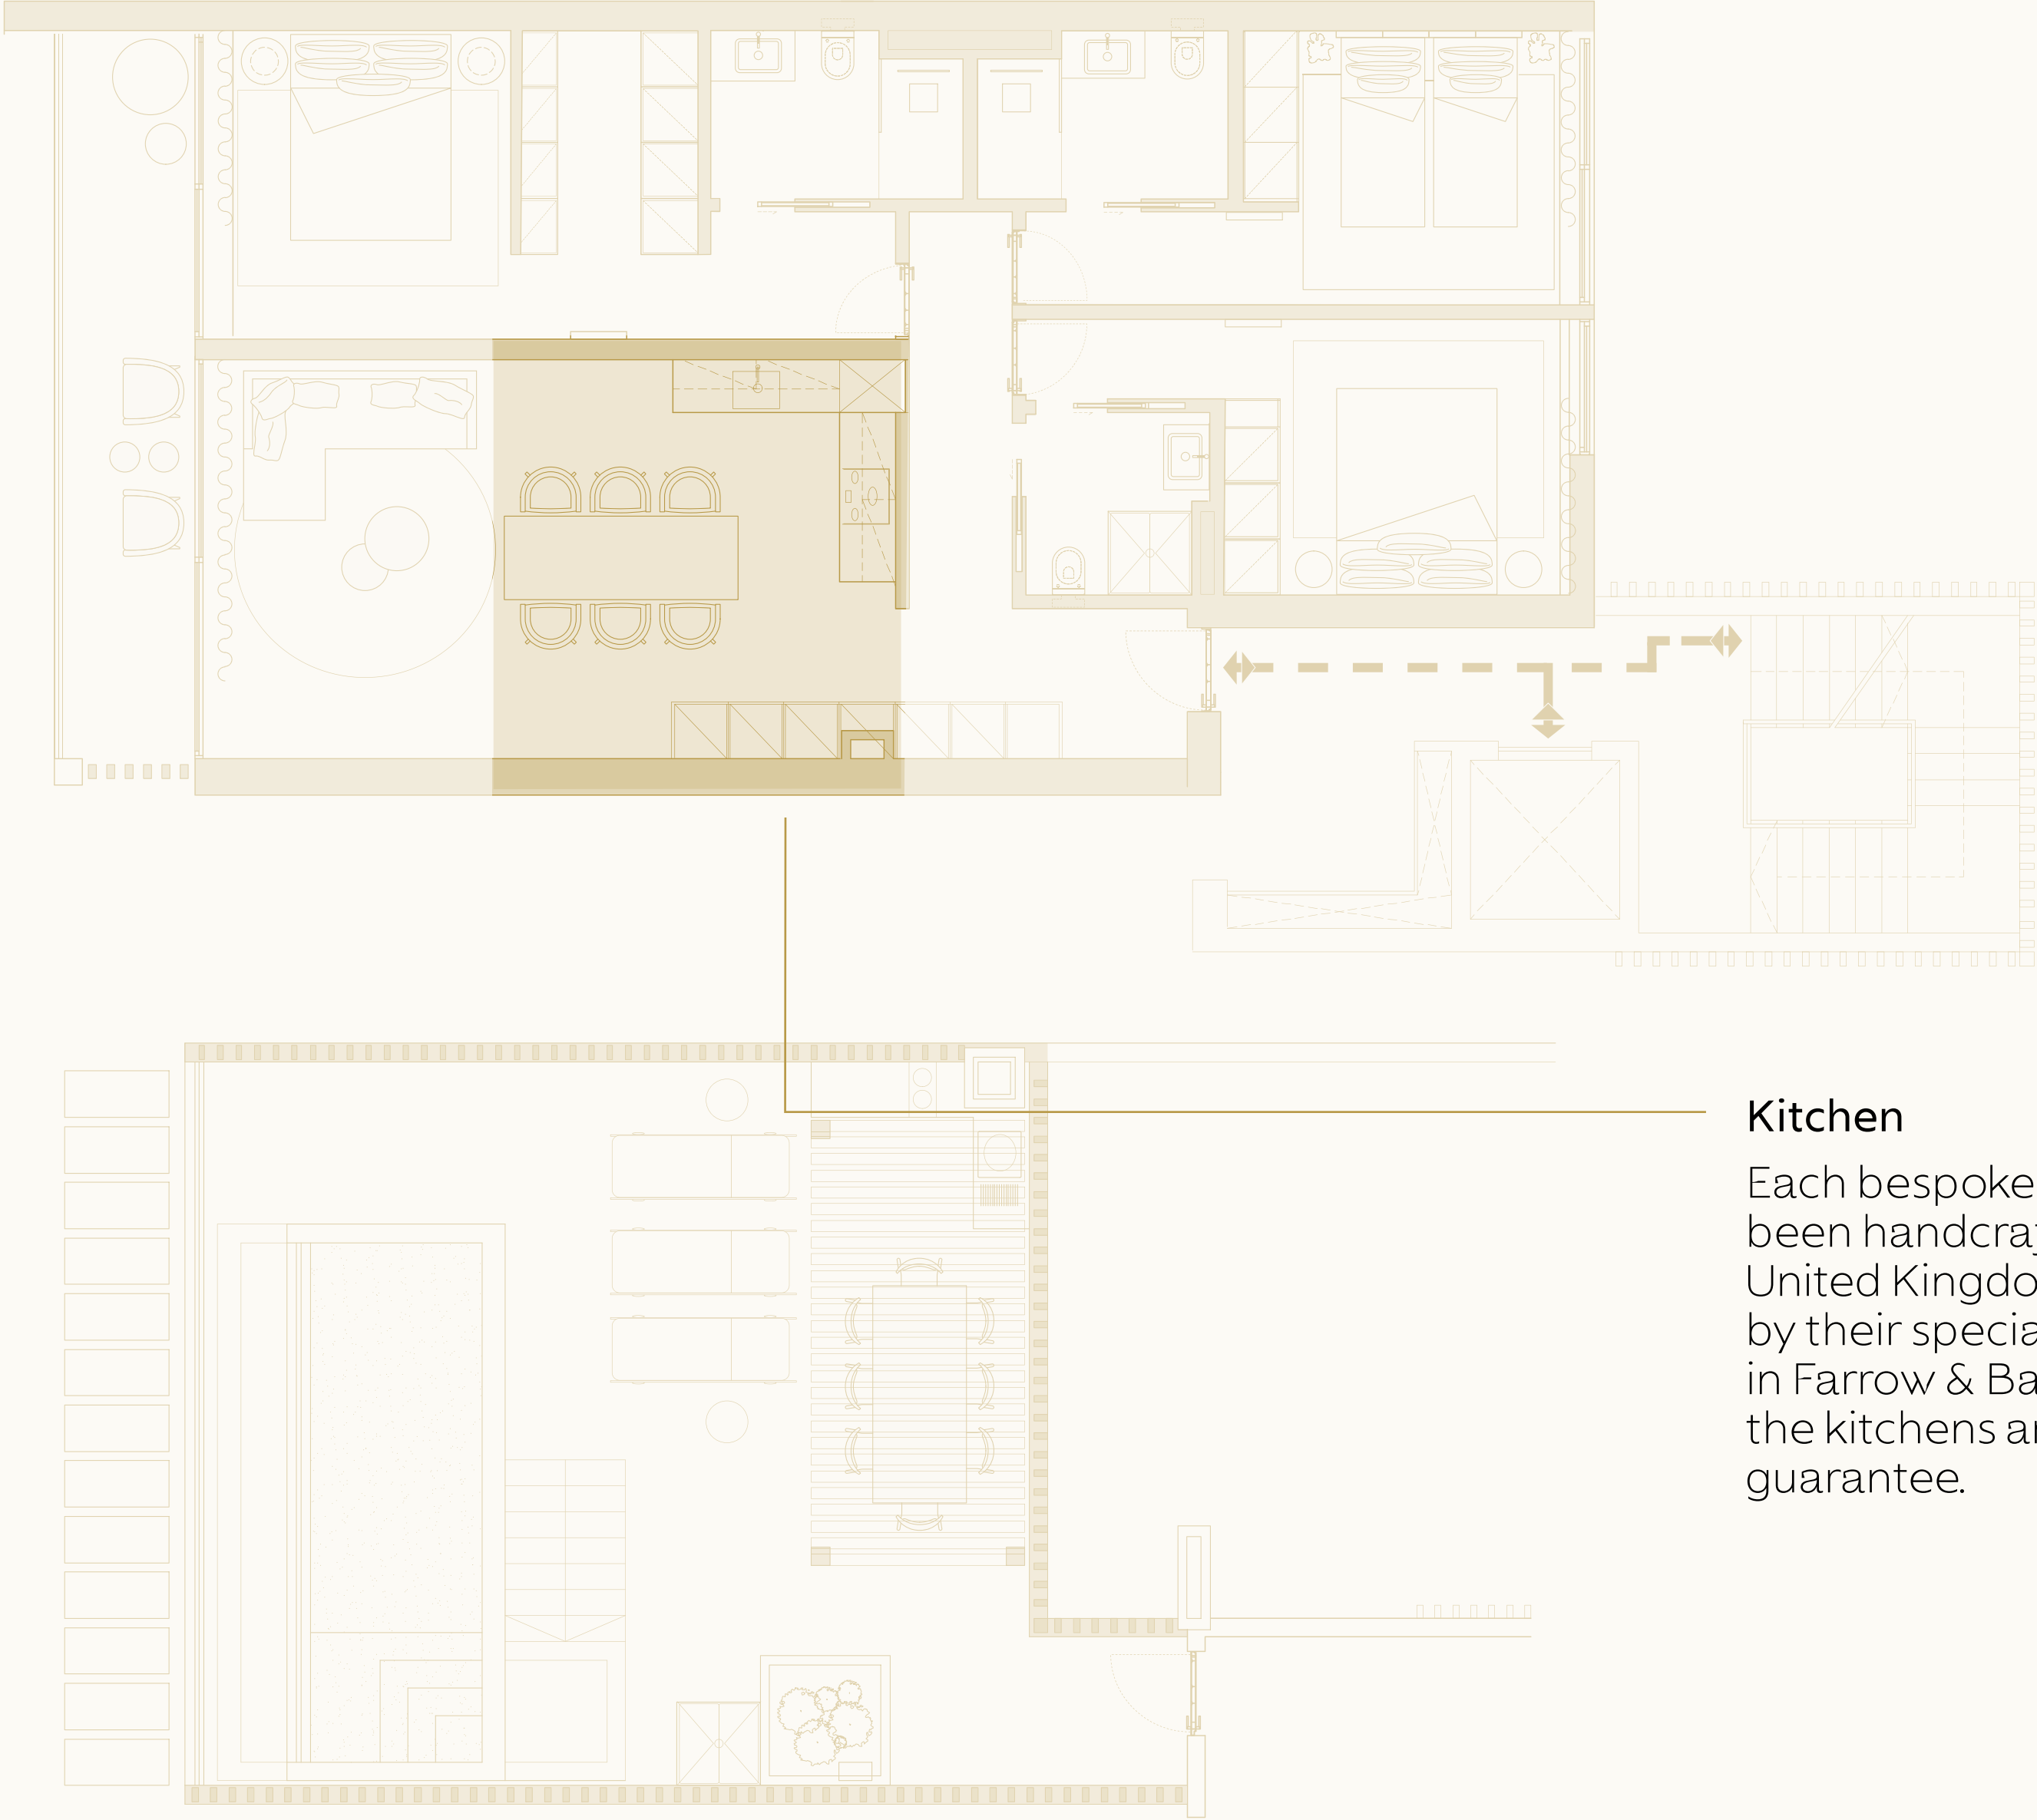 Kitchen
Each bespoke
been handcra
United Kingdo
by their specia
in Farrow & Ba
the kitchens a
guarantee.